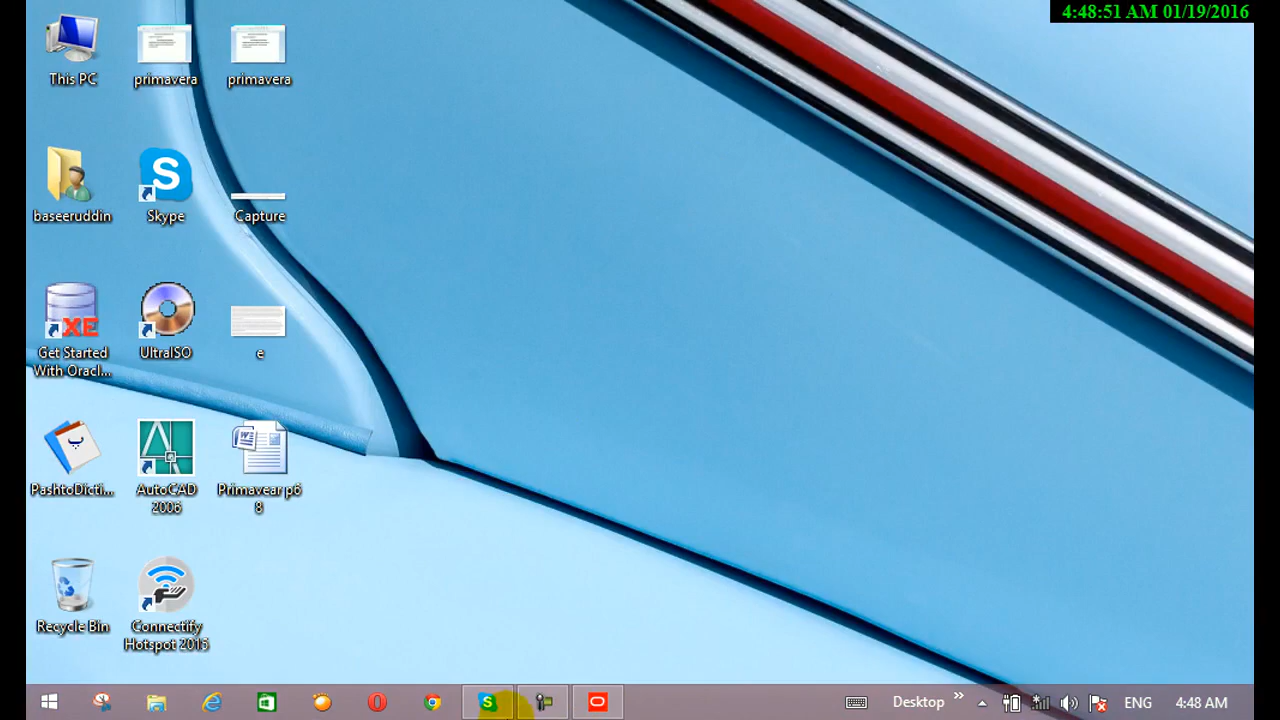 4:48:51 AM 01/19/2016
This PC
primavera
primavera
baseeruddin
Skype
Capture
Get Started
With Oracl...
UltraISO
e
PashtoDicti...
AutoCAD
2006
Primavear p6
8
Recycle Bin
Connectify
Hotspot 2015
Desktop
ENG
4:48 AM